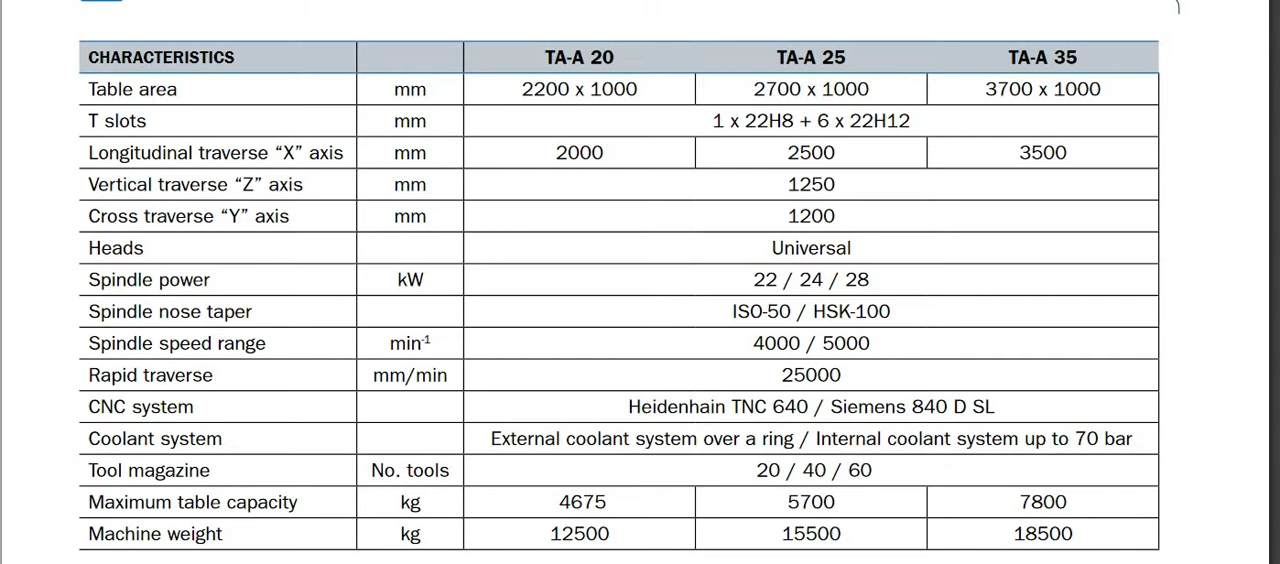 CHARACTERISTICS TA-A 20 TA-A 25 TA-A 35
Table area mm 2200 x 1000 2700 x 1000 3700 x 1000
T slots mm 1 x 22H8 + 6 x 22H12
Longitudinal traverse “X” axis mm 2000 2500 3500
Vertical traverse “Z” axis mm 1250
Cross traverse “Y” axis mm 1200
Heads Universal
Spindle power kW 22 / 24 / 28
Spindle nose taper ISO-50 / HSK-100
Spindle speed range min-1 4000 / 5000
Rapid traverse mm/min 25000
CNC system Heidenhain TNC 640 / Siemens 840 D SL
Coolant system External coolant system over a ring / Internal coolant system up to 70 bar
Tool magazine No. tools 20 / 40 / 60
Maximum table capacity kg 4675 5700 7800
Machine weight kg 12500 15500 18500